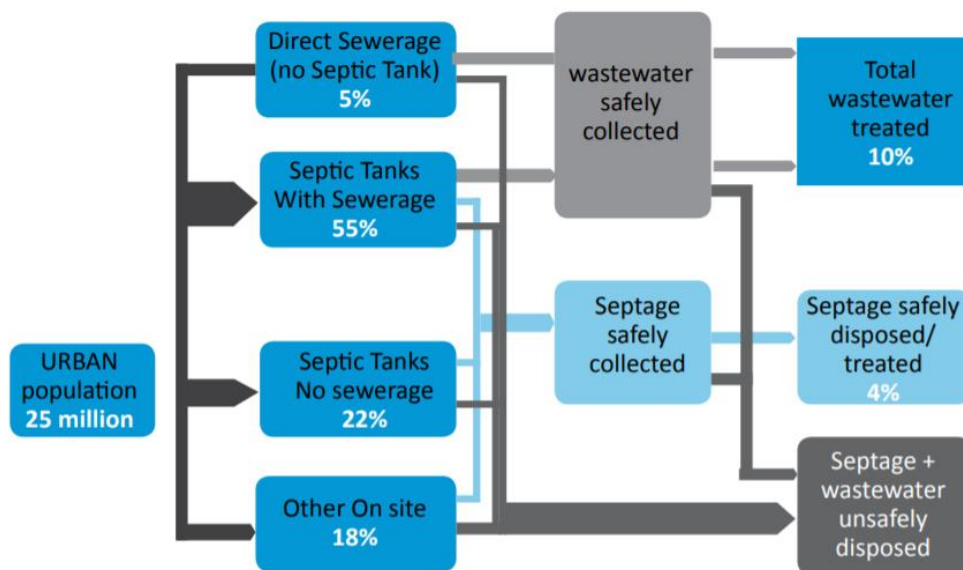 Direct Sewerage
(no Septic Tank)
5%
Septic Tanks
With Sewerage
55%
URBAN
population
25 million
Septic Tanks
No sewerage
22%
Other On site
18%
wastewater
safely
collected
Septage
safely
collected
Total
wastewater
treated
10%
Septage safely
disposed/
treated
4%
Septage +
wastewater
unsafely
disposed